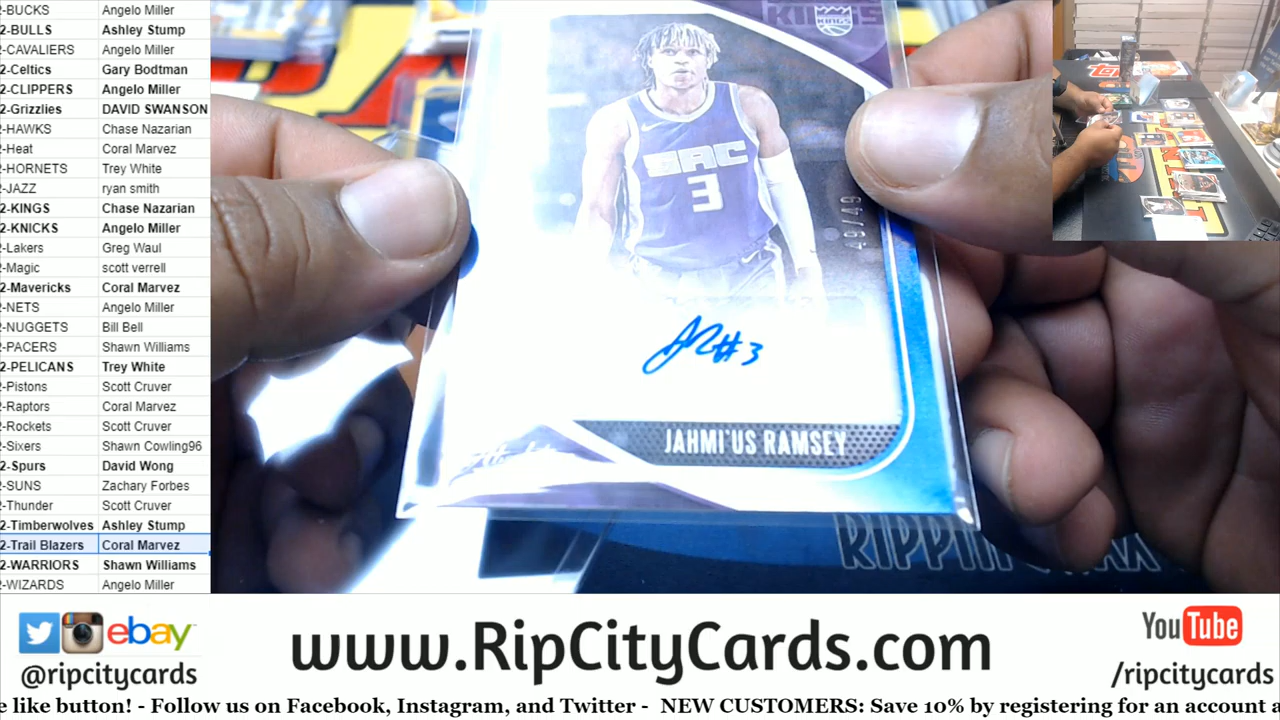 2-BUCKS Angelo Miller
2-BULLS Ashley Stump
2-CAVALIERS Angelo Miller
2-Celtics Gary Bodtman
2-CLIPPERS Angelo Miller
2-Grizzlies DAVID SWANSON
2-HAWKS Chase Nazarian
2-Heat Coral Marvez
2-HORNETS Trey White
2-JAZZ ryan smith
2-KINGS Chase Nazarian
2-KNICKS Angelo Miller
2-Lakers Greg Waul
2-Magic scott verrell
2-Mavericks Coral Marvez
2-NETS Angelo Miller
2-NUGGETS Bill Bell
2-PACERS Shawn Williams
2-PELICANS Trey White
2-Pistons Scott Cruver
2-Raptors Coral Marvez
2-Rockets Scott Cruver
2-Sixers Shawn Cowling96
2-Spurs David Wong
2-SUNS Zachary Forbes
2-Thunder Scott Cruver
2-Timberwolves Ashley Stump
2-Trail Blazers Coral Marvez
2-WARRIORS Shawn Williams
2-WIZARDS Angelo Miller
KINGS
KINGS
SAC
3
49/49
JR#3
JAHMI'US RAMSEY
ebay
@ripcitycards
www.RipCityCards.com
YouTube
/ripcitycards
e like button! - Follow us on Facebook, Instagram, and Twitter - NEW CUSTOMERS: Save 10% by registering for an account a